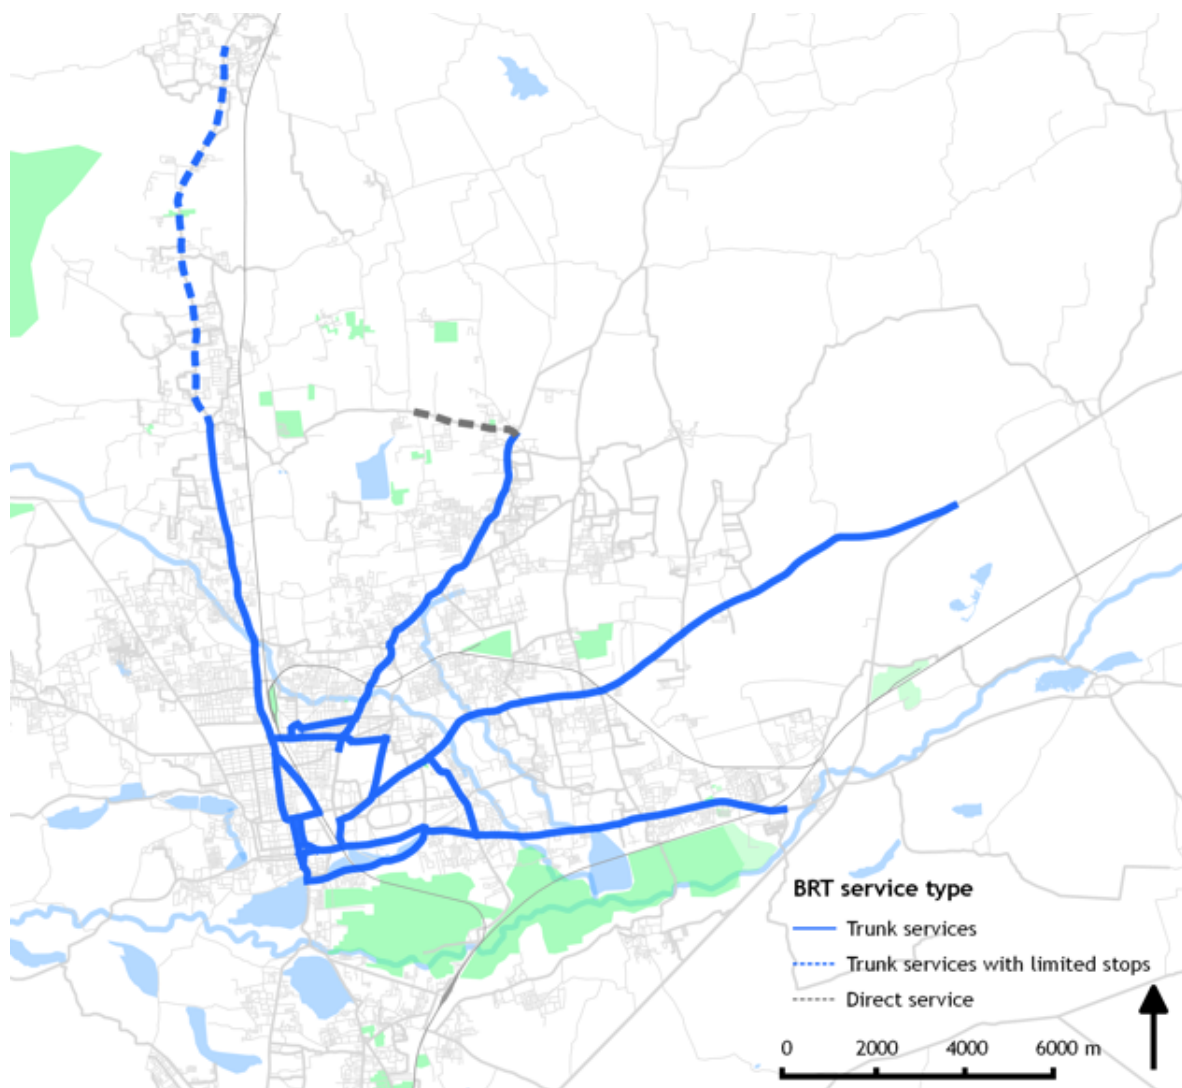 BRT service type
Trunk services
Trunk services with limited stops
Direct service
0 2000 4000 6000 m